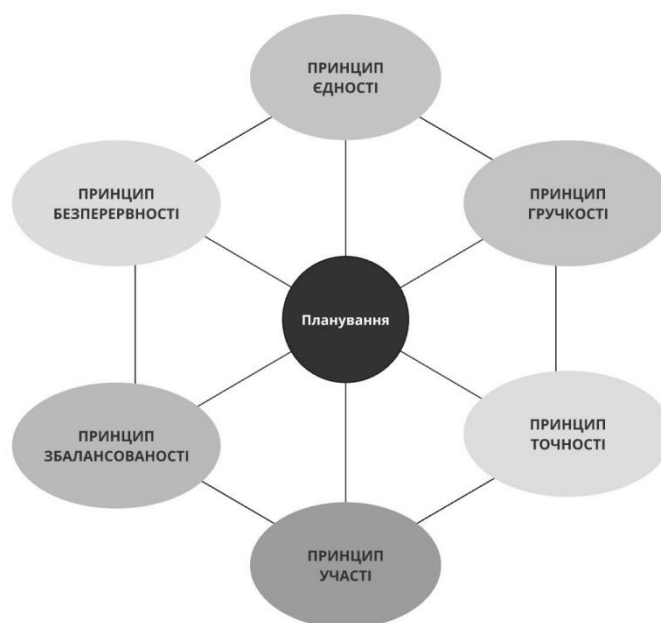 ПРИНЦИП
ЄДНОСТІ
ПРИНЦИП
БЕЗПЕРЕРВНОСТІ
ПРИНЦИП
ГРУЧКОСТІ
Планування
ПРИНЦИП
ЗБАЛАНСОВАНОСТІ
ПРИНЦИП
ТОЧНОСТІ
ПРИНЦИП
УЧАСТІ